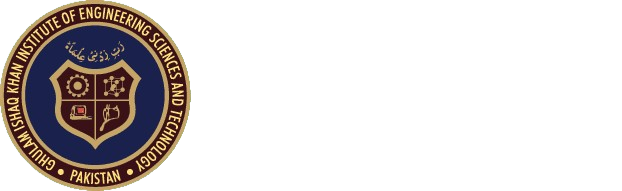 GHULAM ISHAQ KHAN INSTITUTE OF ENGINEERING SCIENCES AND TECHNOLOGY
رَبِّ زِدْنِي عِلْمًا
• PAKISTAN •